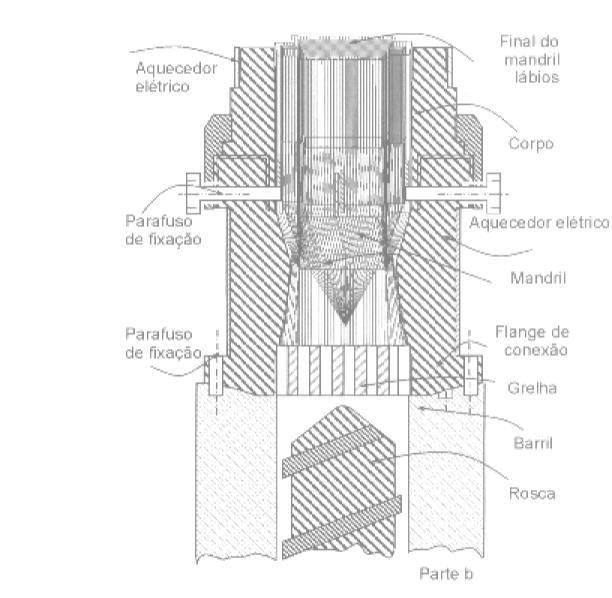 Final do
mandril
lábios
Aquecedor
elétrico
Corpo
Parafuso
de fixação
Aquecedor elétrico
Mandril
Parafuso
de fixação
Flange de
conexão
Grelha
Barril
Rosca
Parte b